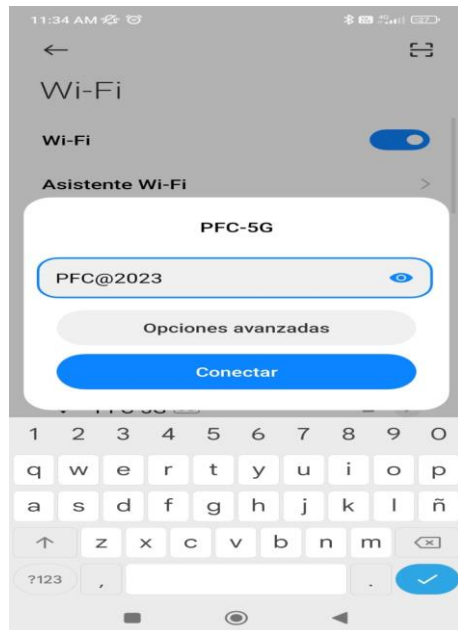 11:34 AM
Wi-Fi
Wi-Fi
Asistente Wi-Fi
PFC-5G
PFC@2023
Opciones avanzadas
Conectar
1 2 3 4 5 6 7 8 9 0
q w e r t y u i o p
a s d f g h j k l ñ
z x c v b n m
?123 , .